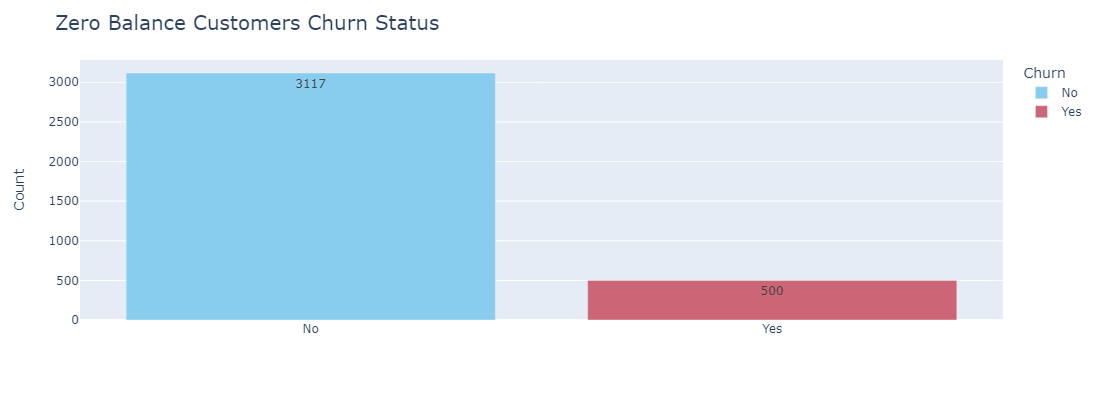 Zero Balance Customers Churn Status
Count
3000
2500
2000
1500
1000
500
0
3117
500
No
Yes
Churn
No
Yes